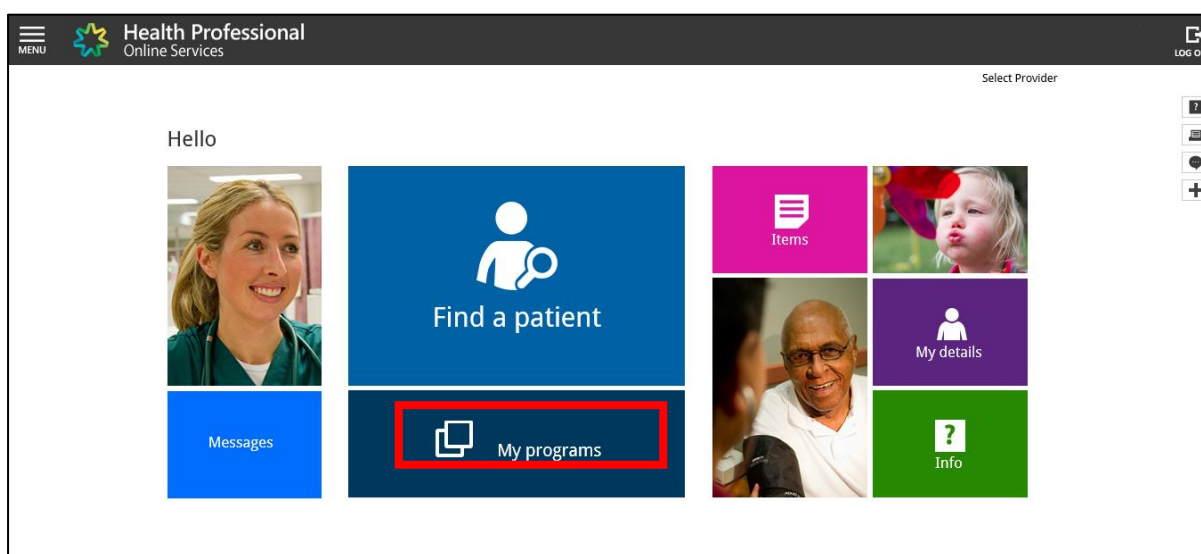 MENU
Health Professional
Online Services
Select Provider
Hello
Find a patient
Items
My details
Messages
My programs
?
Info
?